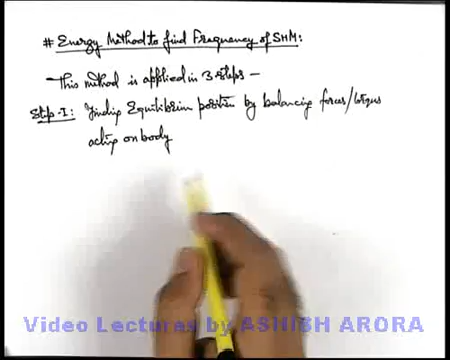 # Energy Method to find Frequency of SHM:
This method is applied in 3 steps –
Step-I: Finding Equilibrium position by balancing forces/torques
acting on body
Video Lectures by ASHISH ARORA